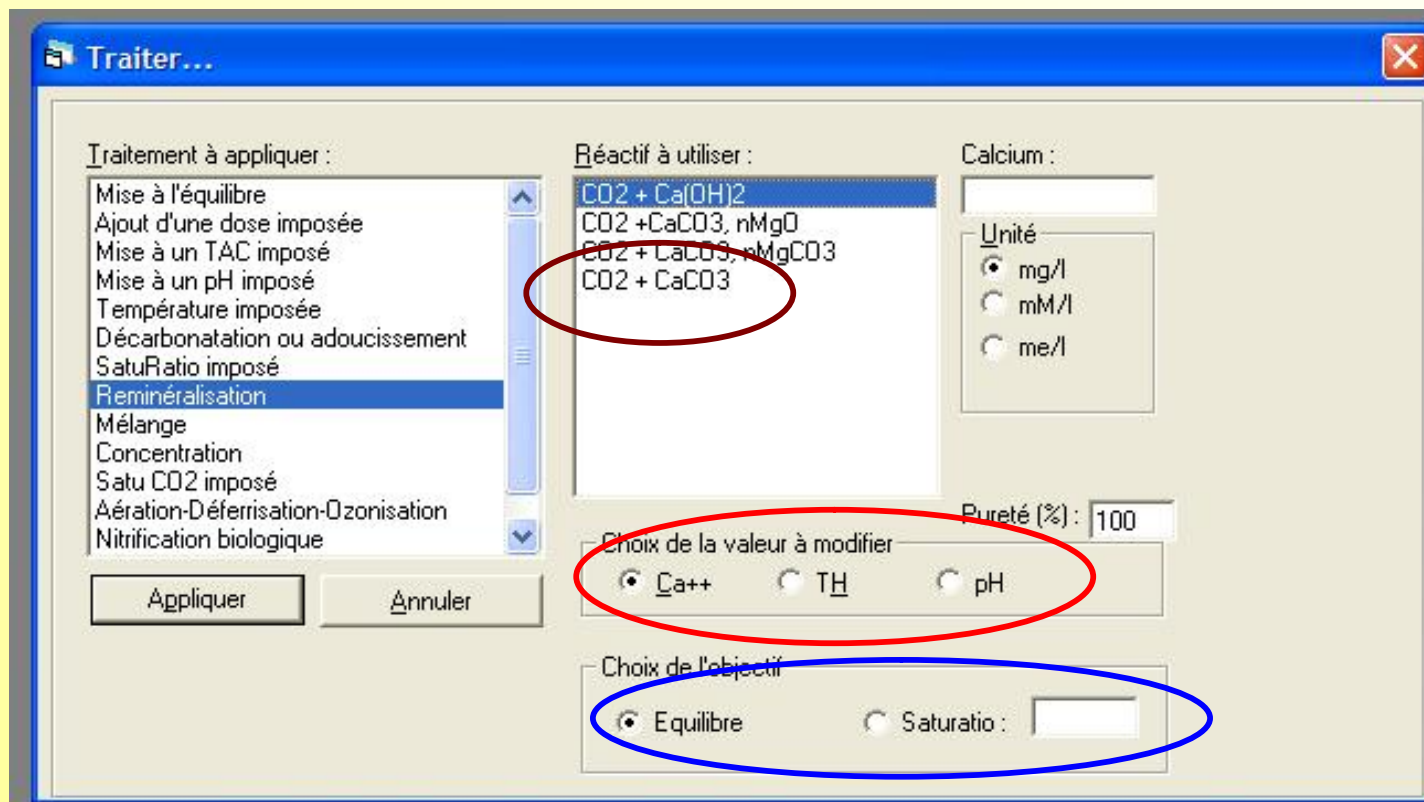 Traiter...
Traitement à appliquer :
Mise à l'équilibre
Ajout d'une dose imposée
Mise à un TAC imposé
Mise à un pH imposé
Température imposée
Décarbonatation ou adoucissement
SatuRatio imposé
Reminéralisation
Mélange
Concentration
Satu CO2 imposé
Aération-Déferrisation-Ozonisation
Nitrification biologique
Appliquer
Annuler
Réactif à utiliser :
CO2 + Ca(OH)2
CO2 +CaCO3, nMgO
CO2 + CaCO3, nMgCO3
CO2 + CaCO3
Calcium :
Unité
mg/l
mM/l
me/l
Pureté (%) : 100
Choix de la valeur à modifier
Ca++ TH pH
Choix de l'objectif
Equilibre Saturatio :